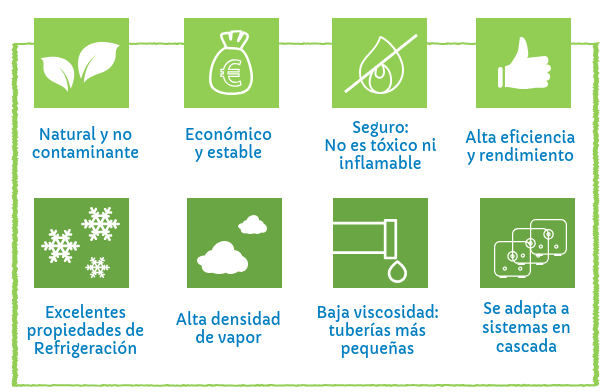 Natural y no
contaminante
Económico
y estable
Seguro:
No es tóxico ni
inflamable
Alta eficiencia
y rendimiento
Excelentes
propiedades de
Refrigeración
Alta densidad
de vapor
Baja viscosidad:
tuberías más
pequeñas
Se adapta a
sistemas en
cascada